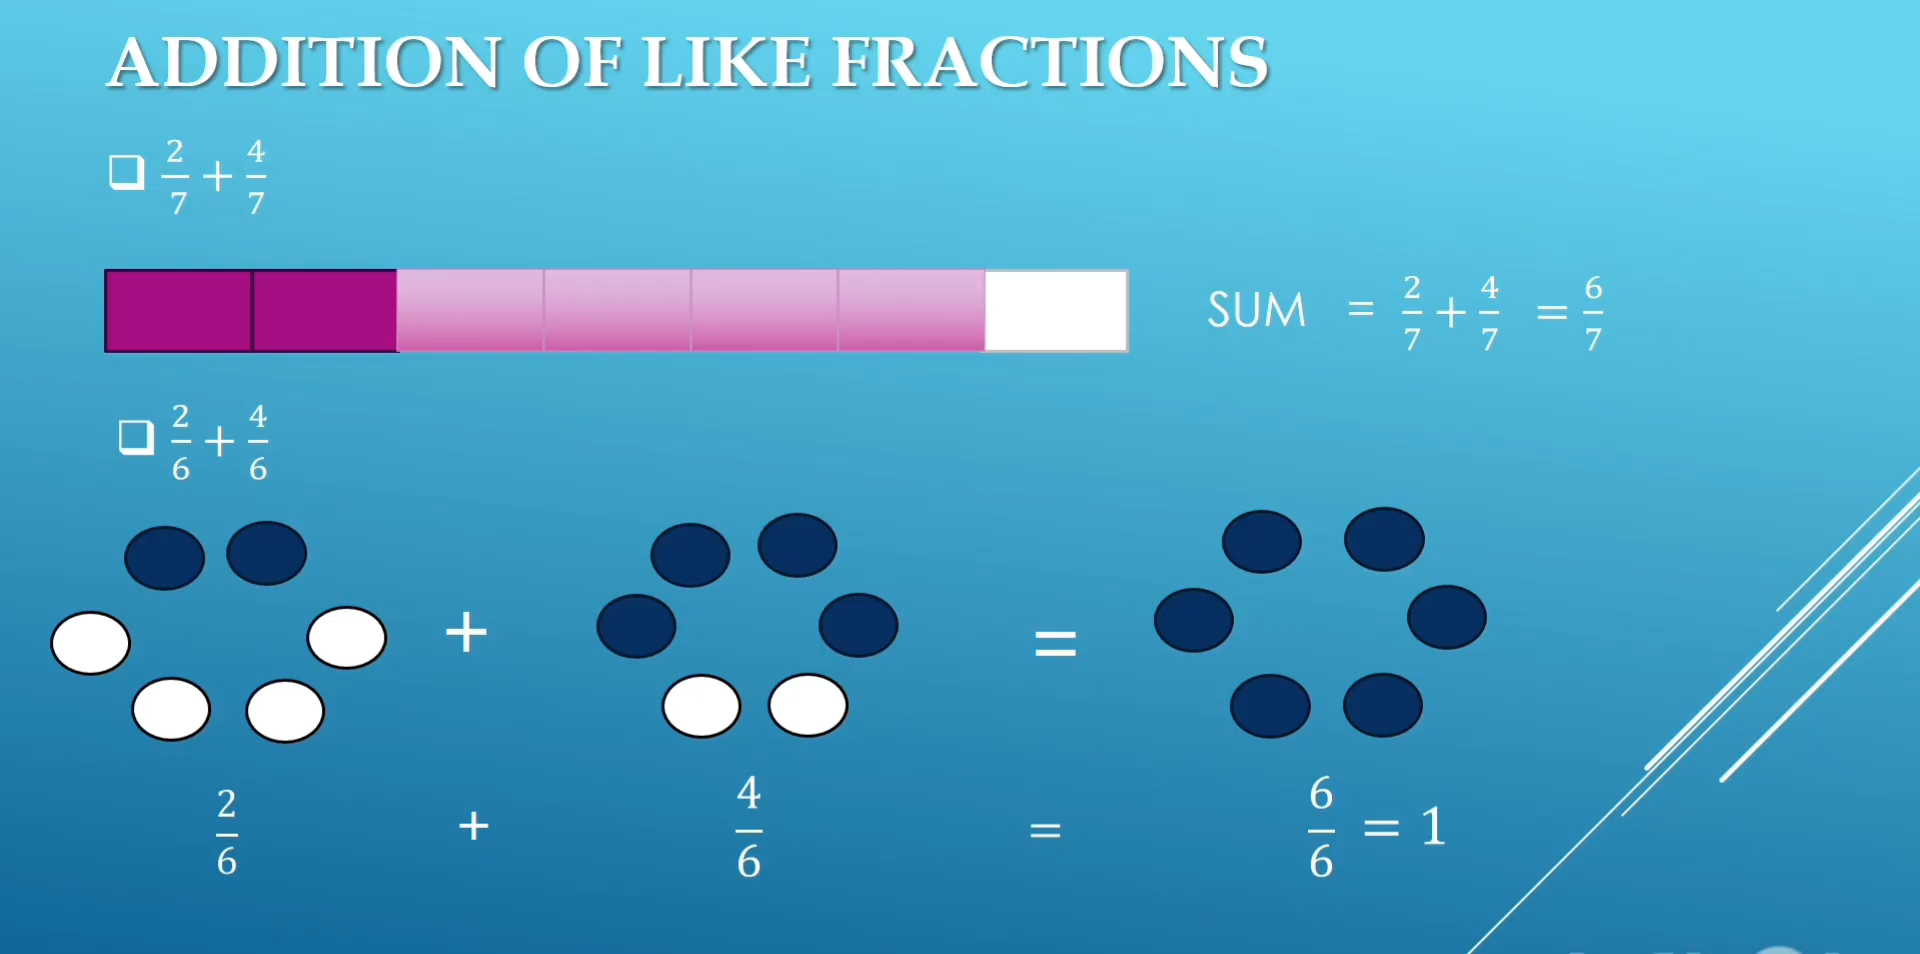 ADDITION OF LIKE FRACTIONS
❑ 2/7 + 4/7
SUM = 2/7 + 4/7 = 6/7
❑ 2/6 + 4/6
+ =
2/6 + 4/6 = 6/6 = 1